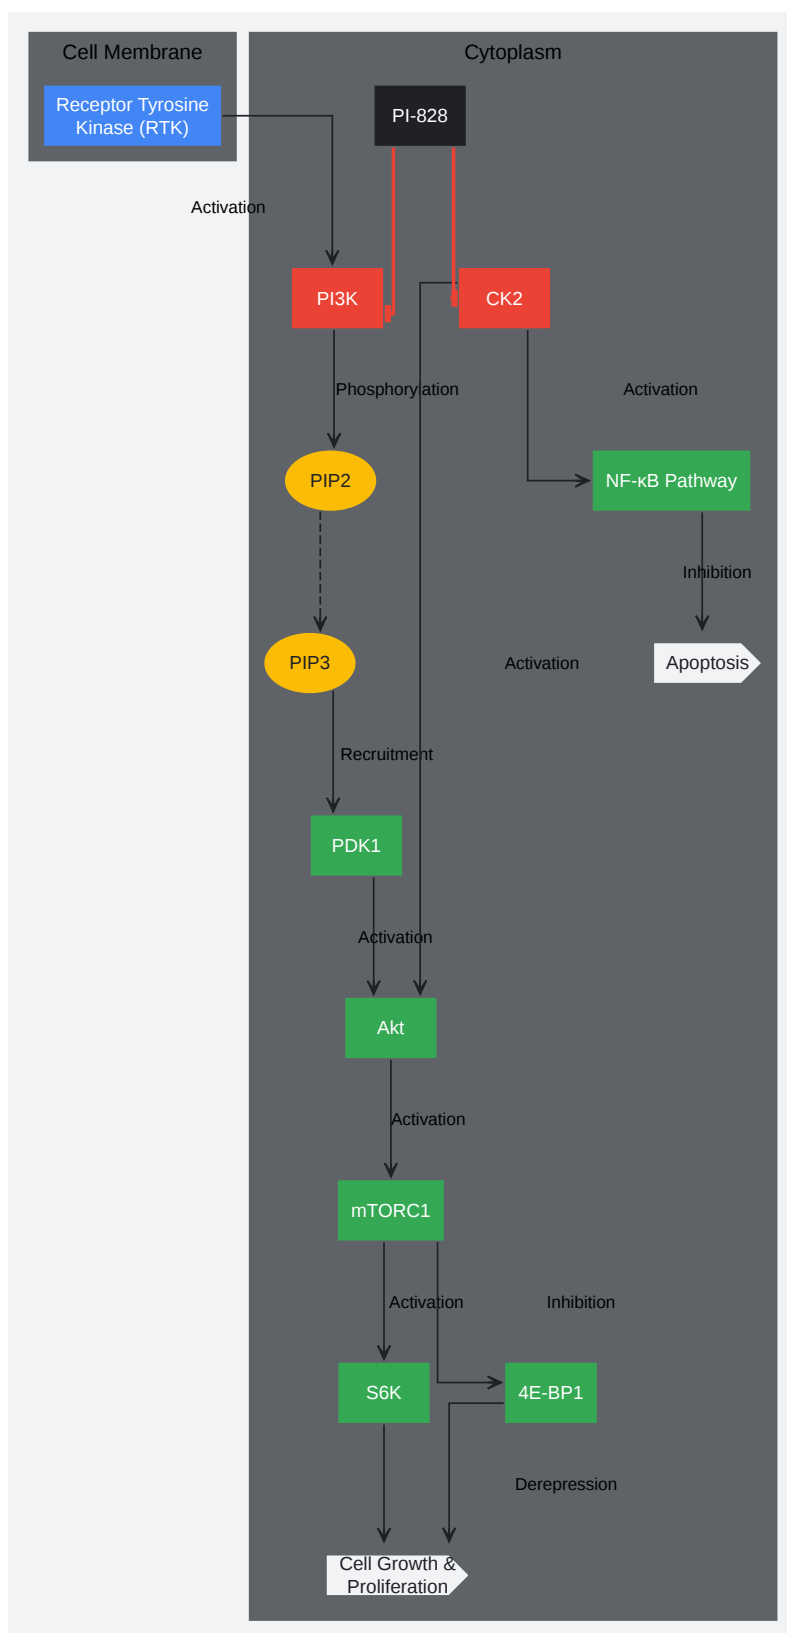 Cell Membrane
Cytoplasm
Receptor Tyrosine
Kinase (RTK)
PI-828
Activation
PI3K
CK2
Phosphorylation
Activation
PIP2
NF-κB Pathway
Inhibition
PIP3
Activation
Apoptosis
Recruitment
PDK1
Activation
Akt
Activation
mTORC1
Activation
Inhibition
S6K
4E-BP1
Derepression
Cell Growth &
Proliferation